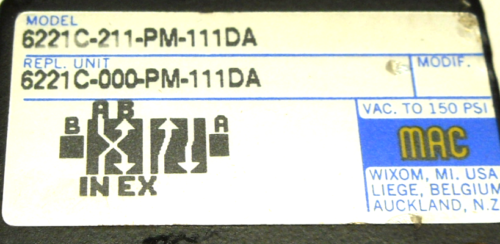 MODEL
6221C-211-PM-111DA
REPL. UNIT
6221C-000-PM-111DA
MODIF.
A B
B A
IN EX
VAC. TO 150 PSI
MAC
WIXOM, MI. USA
LIEGE, BELGIUM
AUCKLAND, N.Z.